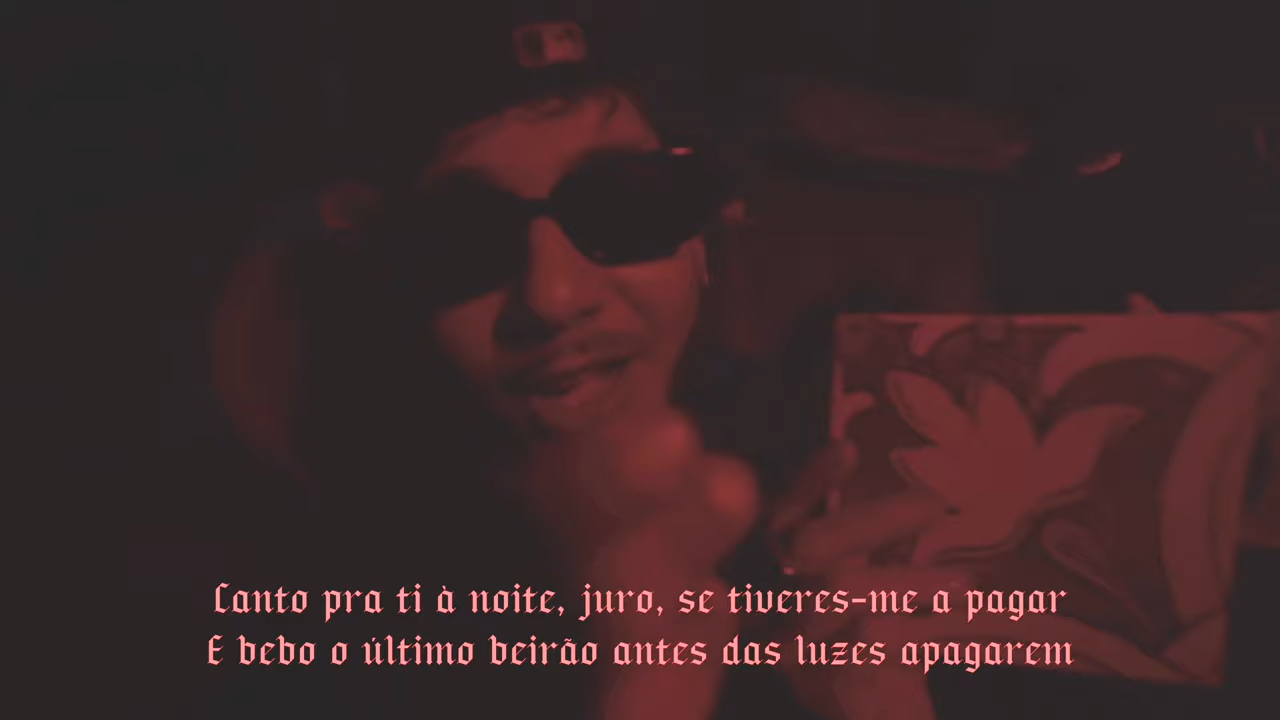 Canto pra ti à noite, juro, se tiveres-me a pagar
E bebo o último beirão antes das luzes apagarem